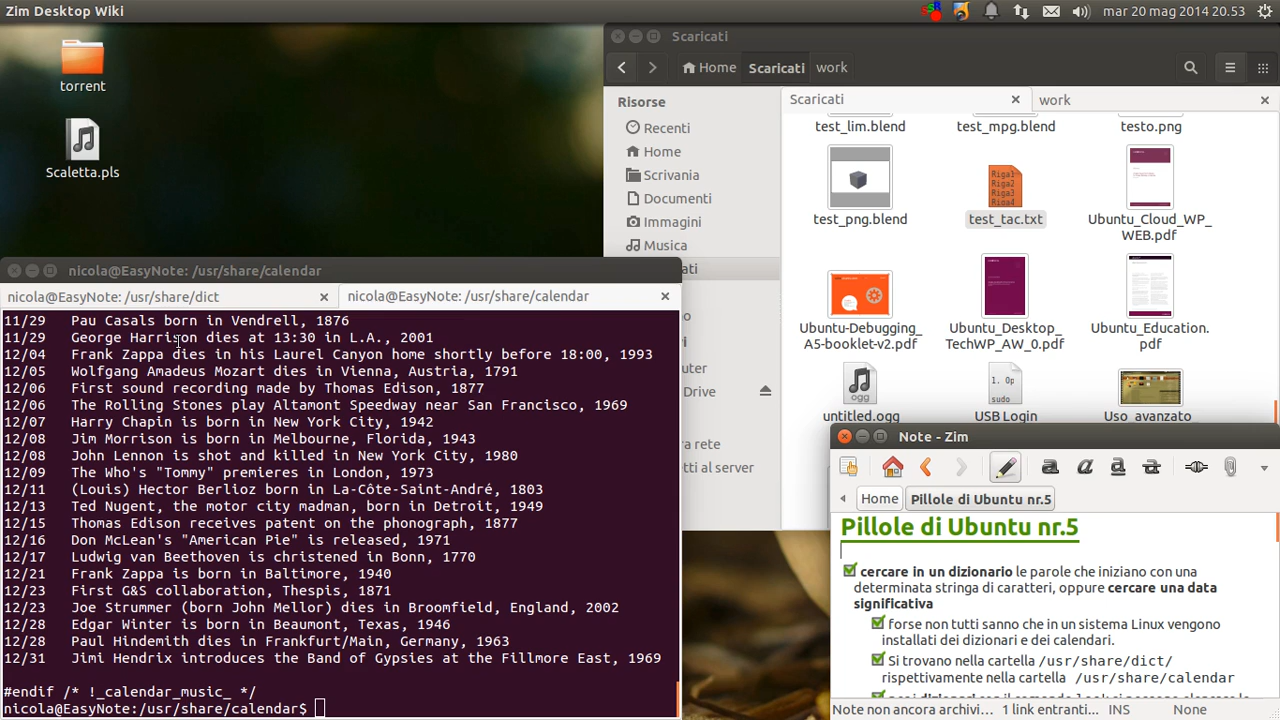 Zim Desktop Wiki
mar 20 mag 2014 20.53
torrent
Scaletta.pls
Scaricati
Home
Scaricati
work
Risorse
Recenti
Home
Scrivania
Documenti
Immagini
Musica
ati
Drive
ra rete
etti al server
Scaricati
work
test_lim.blend
test_mpg.blend
testo.png
test_png.blend
Riga1
Riga2
Riga3
Riga4
test_tac.txt
Ubuntu_Cloud_WP_
WEB.pdf
Ubuntu-Debugging_
A5-booklet-v2.pdf
Ubuntu_Desktop_
TechWP_AW_0.pdf
Ubuntu_Education.
pdf
ogg
untitled.ogg
1. Op
sudo
USB Login
Uso_avanzato_
nicola@EasyNote: /usr/share/calendar
nicola@EasyNote: /usr/share/dict
nicola@EasyNote: /usr/share/calendar
11/29 Pau Casals born in Vendrell, 1876
11/29 George Harrison dies at 13:30 in L.A., 2001
12/04 Frank Zappa dies in his Laurel Canyon home shortly before 18:00, 1993
12/05 Wolfgang Amadeus Mozart dies in Vienna, Austria, 1791
12/06 First sound recording made by Thomas Edison, 1877
12/06 The Rolling Stones play Altamont Speedway near San Francisco, 1969
12/07 Harry Chapin is born in New York City, 1942
12/08 Jim Morrison is born in Melbourne, Florida, 1943
12/08 John Lennon is shot and killed in New York City, 1980
12/09 The Who's "Tommy" premieres in London, 1973
12/11 (Louis) Hector Berlioz born in La-Côte-Saint-André, 1803
12/13 Ted Nugent, the motor city madman, born in Detroit, 1949
12/15 Thomas Edison receives patent on the phonograph, 1877
12/16 Don McLean's "American Pie" is released, 1971
12/17 Ludwig van Beethoven is christened in Bonn, 1770
12/21 Frank Zappa is born in Baltimore, 1940
12/23 First G&S collaboration, Thespis, 1871
12/23 Joe Strummer (born John Mellor) dies in Broomfield, England, 2002
12/28 Edgar Winter is born in Beaumont, Texas, 1946
12/28 Paul Hindemith dies in Frankfurt/Main, Germany, 1963
12/31 Jimi Hendrix introduces the Band of Gypsies at the Fillmore East, 1969
#endif /* !_calendar_music_ */
nicola@EasyNote:/usr/share/calendar$
Note - Zim
Home
Pillole di Ubuntu nr.5
Pillole di Ubuntu nr.5
cercare in un dizionario le parole che iniziano con una
determinata stringa di caratteri, oppure cercare una data
significativa
forse non tutti sanno che in un sistema Linux vengono
installati dei dizionari e dei calendari.
Si trovano nella cartella /usr/share/dict/
rispettivamente nella cartella /usr/share/calendar
Note non ancora archivi...
1 link entranti...
INS
None